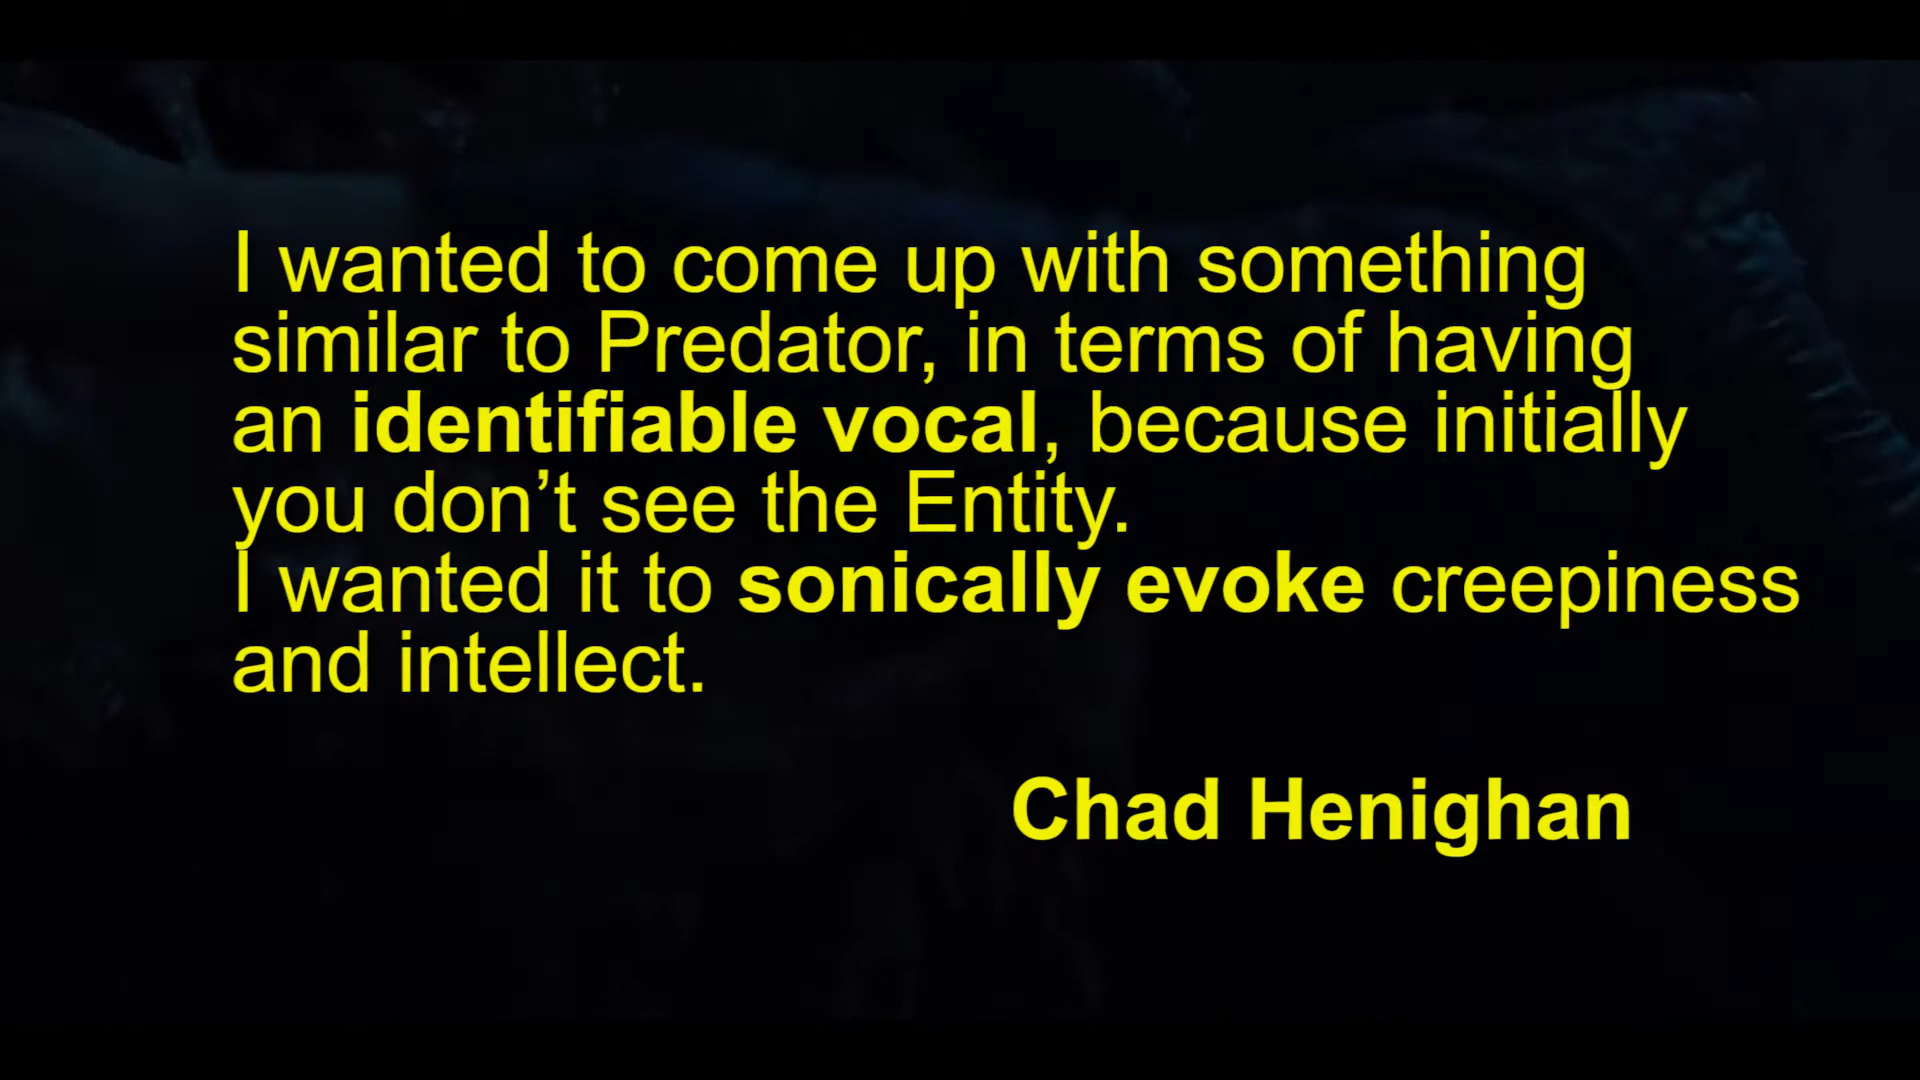 I wanted to come up with something
similar to Predator, in terms of having
an identifiable vocal, because initially
you don’t see the Entity.
I wanted it to sonically evoke creepiness
and intellect.
Chad Henighan